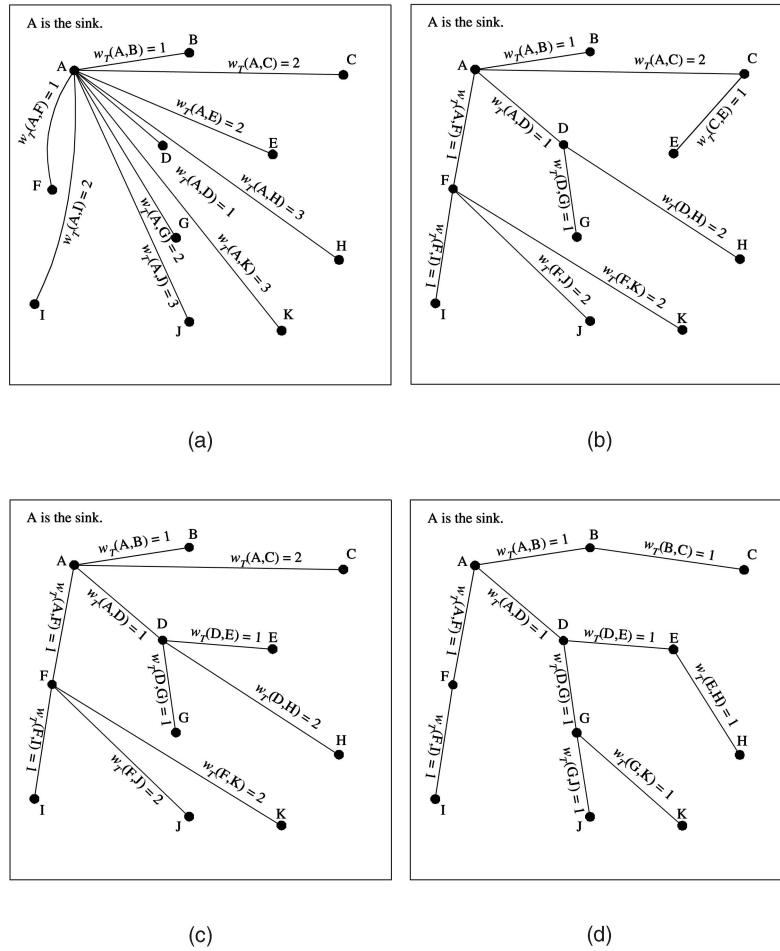 A is the sink.
B
w_T(A,B) = 1
A
C
w_T(A,C) = 2
w_T(A,F) = 1
w_T(A,E) = 2
E
D
w_T(A,D) = 1
w_T(A,H) = 3
F
w_T(A,I) = 2
w_T(A,G) = 2
G
w_T(A,J) = 3
w_T(A,K) = 3
H
I
J
K
(a)
A is the sink.
B
w_T(A,B) = 1
A
C
w_T(A,C) = 2
w_T(A,F) = 1
w_T(A,D) = 1
D
E
w_T(C,E) = 1
F
w_T(D,G) = 1
G
w_T(D,H) = 2
H
w_T(F,I) = 1
w_T(F,J) = 2
w_T(F,K) = 2
I
J
K
(b)
A is the sink.
B
w_T(A,B) = 1
A
C
w_T(A,C) = 2
w_T(A,F) = 1
w_T(A,D) = 1
D
w_T(D,E) = 1
E
F
w_T(D,G) = 1
G
w_T(D,H) = 2
H
w_T(F,I) = 1
w_T(F,J) = 2
w_T(F,K) = 2
I
J
K
(c)
A is the sink.
B
w_T(A,B) = 1
w_T(B,C) = 1
A
C
w_T(A,F) = 1
w_T(A,D) = 1
D
w_T(D,E) = 1
E
F
w_T(D,G) = 1
G
w_T(E,H) = 1
H
w_T(F,I) = 1
w_T(G,J) = 1
w_T(G,K) = 1
I
J
K
(d)